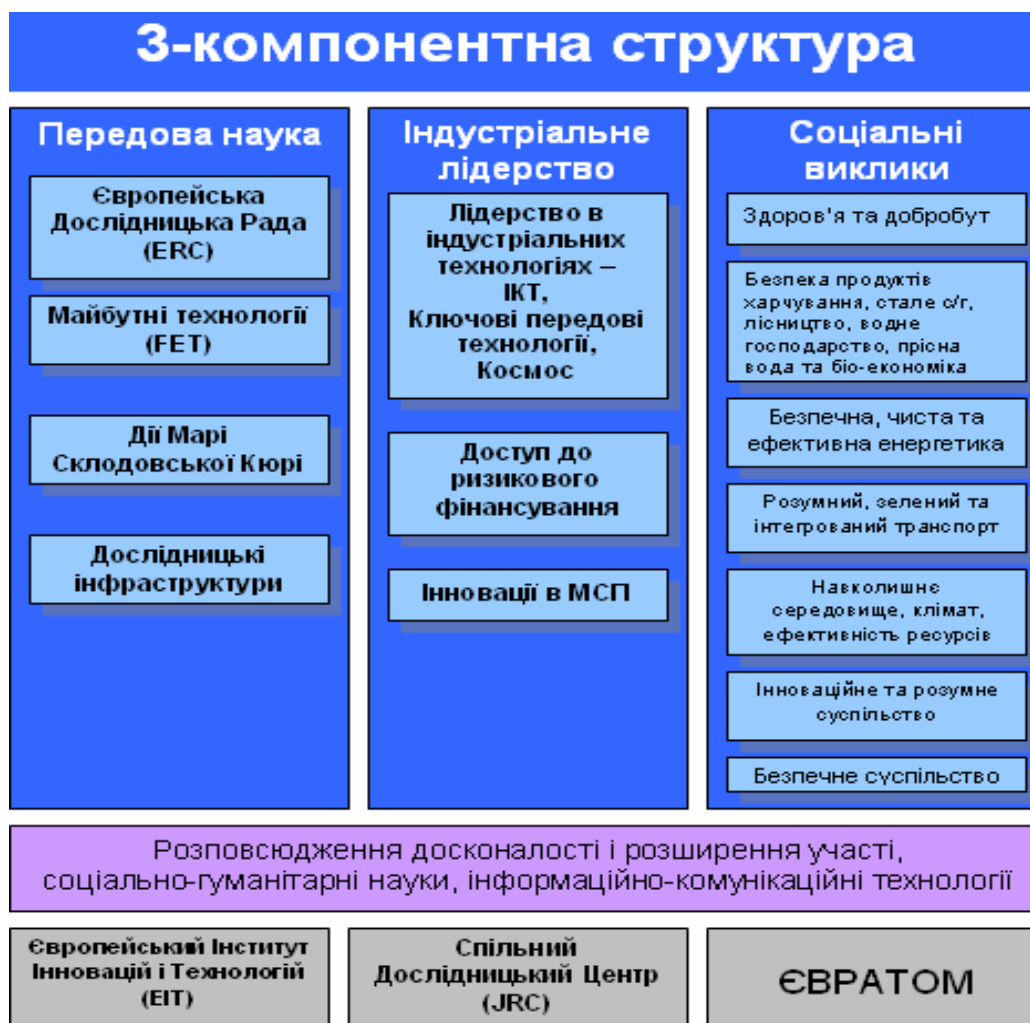 3-компонентна структура
Передова наука
Європейська
Дослідницька Рада
(ERC)
Майбутні технології
(FET)
Дії Марі
Склодовської Кюрі
Дослідницькі
інфраструктури
Індустріальне
лідерство
Лідерство в
індустріальних
технологіях –
ІКТ,
Ключові передові
технології,
Космос
Доступ до
ризикового
фінансування
Інновації в МСП
Соціальні
виклики
Здоров'я та добробут
Безпека продуктів
харчування, стале с/г,
лісництво, водне
господарство, прісна
вода та біо-економіка
Безпечна, чиста та
ефективна енергетика
Розумний, зелений та
інтегрований транспорт
Навколишнє
середовище, клімат,
ефективність ресурсів
Інноваційне та розумне
суспільство
Безпечне суспільство
Розповсюдження досконалості і розширення участі,
соціально-гуманітарні науки, інформаційно-комунікаційні технології
Європейський Інститут
Інновацій і Технологій
(EIT)
Спільний
Дослідницький Центр
(JRC)
ЄВРАТОМ